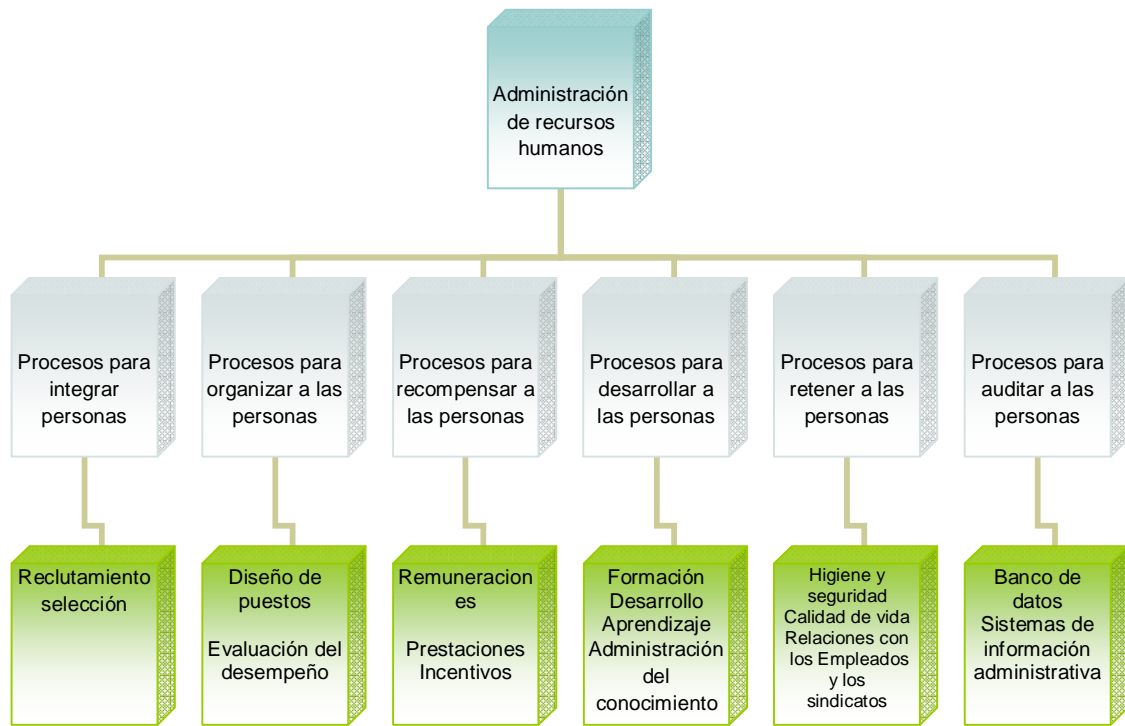 Administración
de recursos
humanos
Procesos para
integrar
personas
Procesos para
organizar a las
personas
Procesos para
recompensar a
las personas
Procesos para
desarrollar a
las personas
Procesos para
retener a las
personas
Procesos para
auditar a las
personas
Reclutamiento
selección
Diseño de
puestos
Evaluación del
desempeño
Remuneracion
es
Prestaciones
Incentivos
Formación
Desarrollo
Aprendizaje
Administración
del
conocimiento
Higiene y
seguridad
Calidad de vida
Relaciones con
los Empleados
y los
sindicatos
Banco de
datos
Sistemas de
información
administrativa